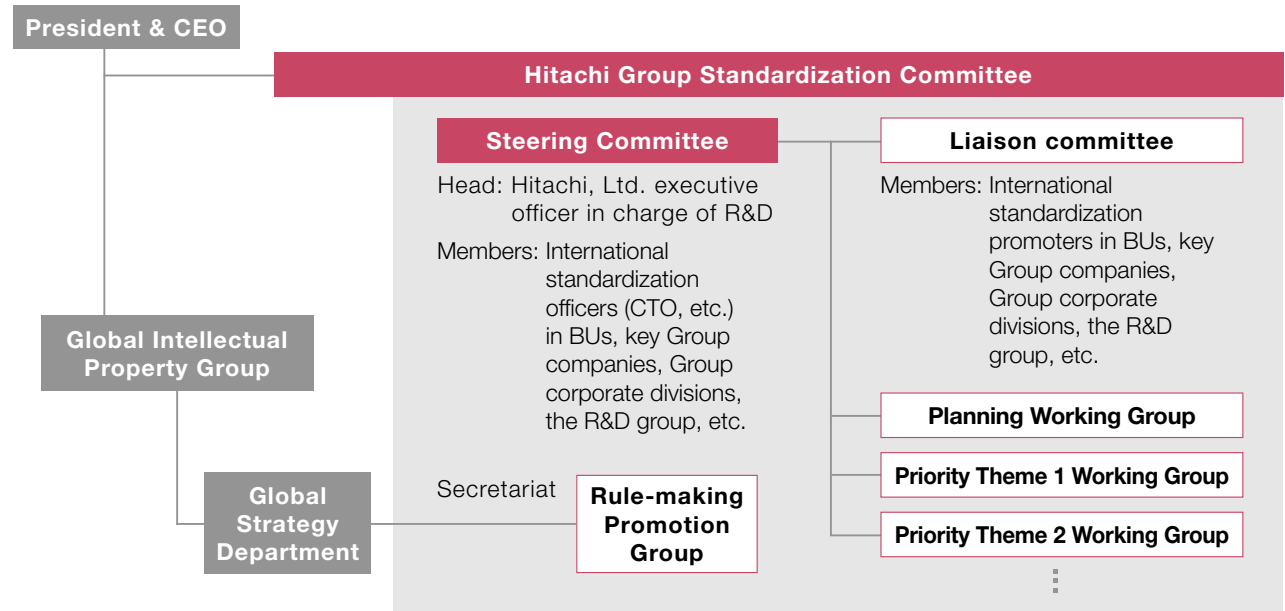 President & CEO
Hitachi Group Standardization Committee
Steering Committee
Head: Hitachi, Ltd. executive
officer in charge of R&D
Members: International
standardization
officers (CTO, etc.)
in BUs, key Group
companies, Group
corporate divisions,
the R&D group, etc.
Liaison committee
Members: International
standardization
promoters in BUs, key
Group companies,
Group corporate
divisions, the R&D
group, etc.
Global Intellectual
Property Group
Planning Working Group
Priority Theme 1 Working Group
Priority Theme 2 Working Group
Global
Strategy
Department
Secretariat
Rule-making
Promotion
Group